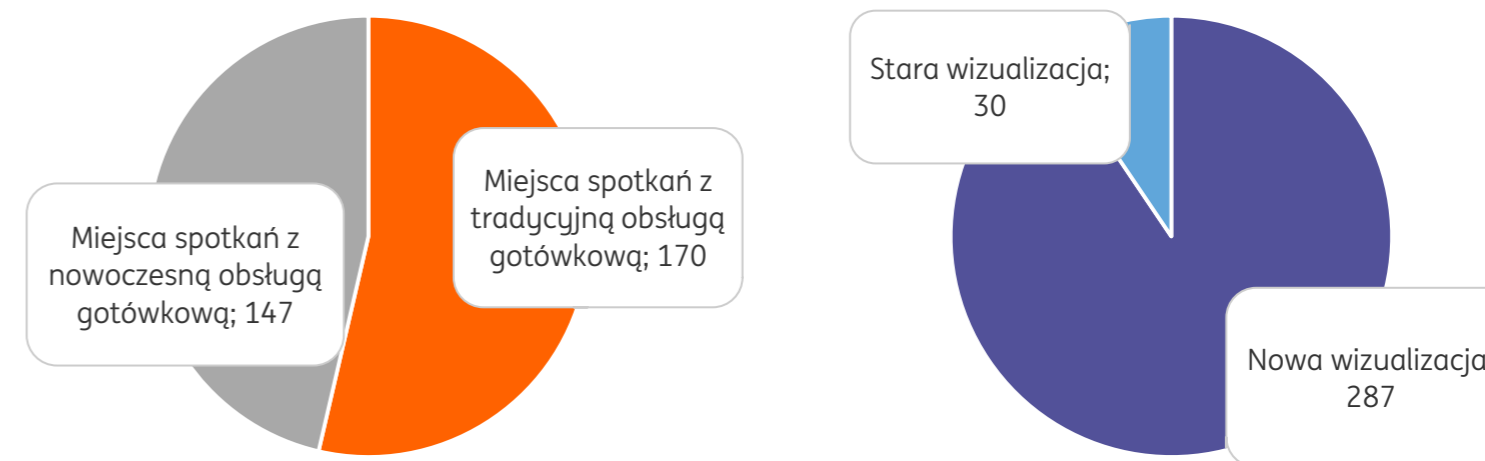 Miejsca spotkań z
nowoczesną obsługą
gotówkową; 147
Miejsca spotkań z
tradycyjną obsługą
gotówkową; 170
Stara wizualizacja;
30
Nowa wizualizacja
287